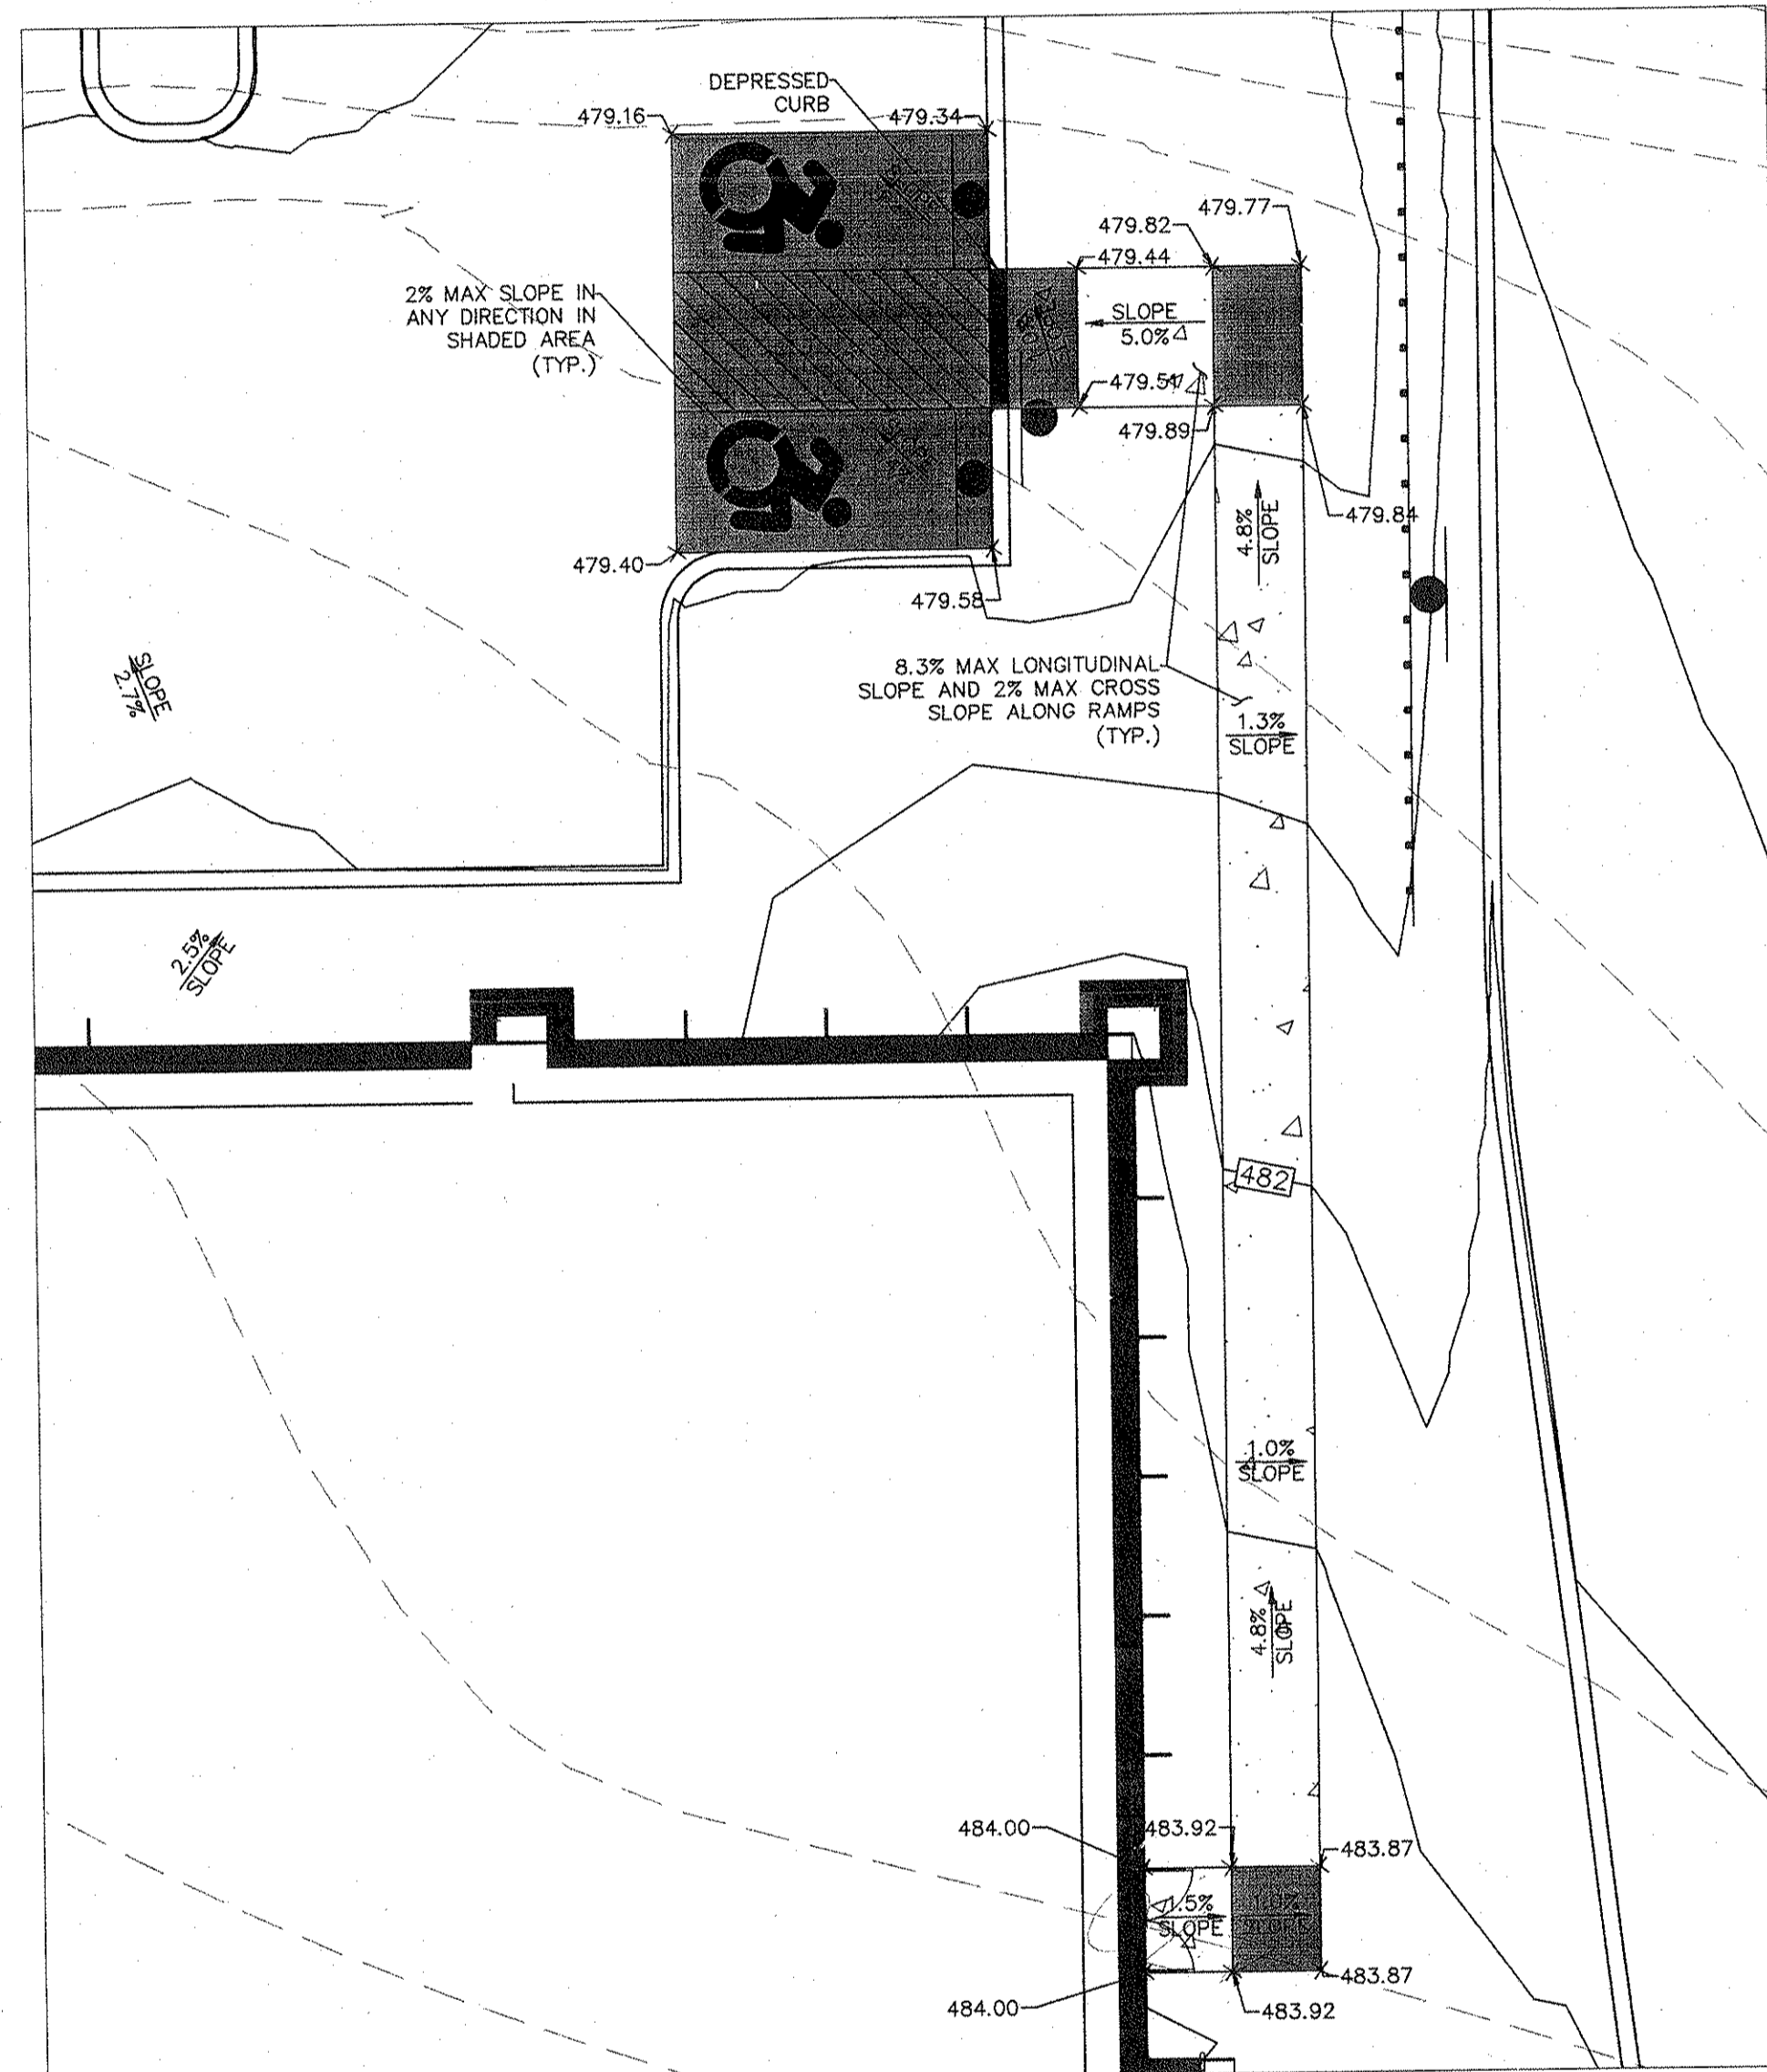 DEPRESSED
CURB
479.16
479.34
479.77
479.82
479.44
2% MAX SLOPE IN
ANY DIRECTION IN
SHADED AREA
(TYP.)
SLOPE
5.0%
479.51
479.89
479.84
4.8%
SLOPE
479.40
479.58
8.3% MAX LONGITUDINAL
SLOPE AND 2% MAX CROSS
SLOPE ALONG RAMPS
(TYP.)
SLOPE
2.7%
1.3%
SLOPE
2.5%
SLOPE
482
1.0%
SLOPE
4.8%
SLOPE
484.00
483.92
483.87
1.5%
SLOPE
1.0%
SLOPE
483.87
484.00
483.92